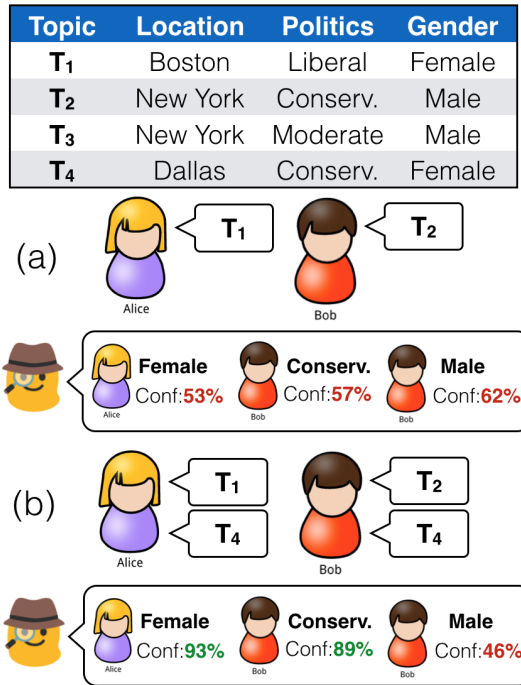 Topic Location Politics Gender
T1 Boston Liberal Female
T2 New York Conserv. Male
T3 New York Moderate Male
T4 Dallas Conserv. Female
(a)
T1
T2
Alice
Bob
Female Conserv. Male
Conf:53% Conf:57% Conf:62%
Alice Bob Bob
(b)
T1 T2
T4 T4
Alice Bob
Female Conserv. Male
Conf:93% Conf:89% Conf:46%
Alice Bob Bob